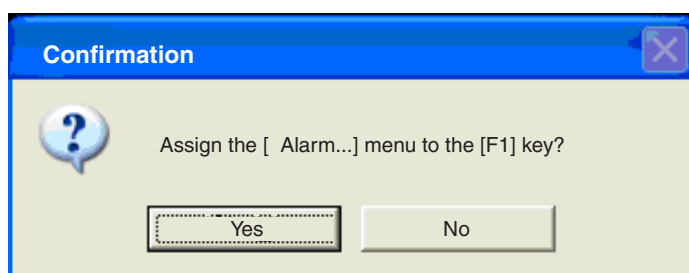 Confirmation
Assign the [ Alarm...] menu to the [F1] key?
Yes
No